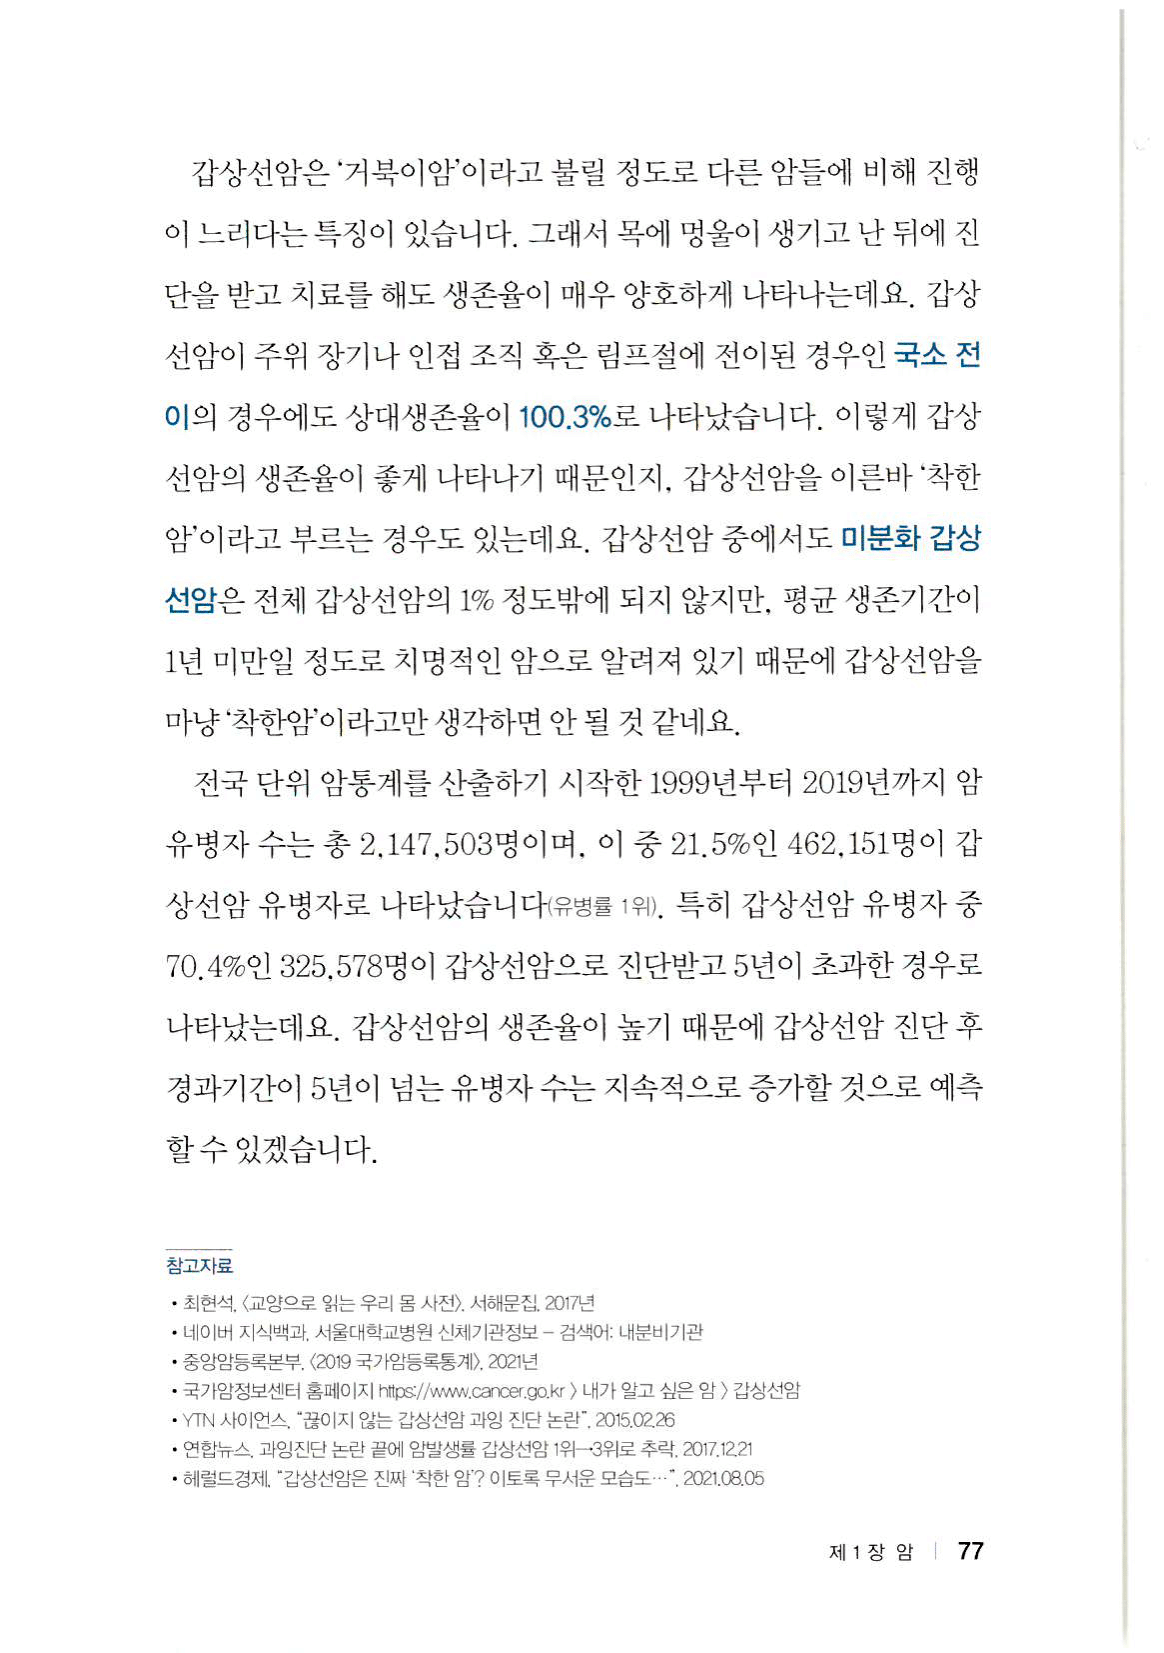 갑상선암은 ‘거북이암’이라고 불릴 정도로 다른 암들에 비해 진행
이 느리다는 특징이 있습니다. 그래서 목에 멍울이 생기고 난 뒤에 진
단을 받고 치료를 해도 생존율이 매우 양호하게 나타나는데요. 갑상
선암이 주위 장기나 인접 조직 혹은 림프절에 전이된 경우인 국소 전
이의 경우에도 상대생존율이 100.3%로 나타났습니다. 이렇게 갑상
선암의 생존율이 좋게 나타나기 때문인지, 갑상선암을 이른바 ‘착한
암’이라고 부르는 경우도 있는데요. 갑상선암 중에서도 미분화 갑상
선암은 전체 갑상선암의 1% 정도밖에 되지 않지만, 평균 생존기간이
1년 미만일 정도로 치명적인 암으로 알려져 있기 때문에 갑상선암을
마냥 ‘착한암’이라고만 생각하면 안 될 것 같네요.
전국 단위 암통계를 산출하기 시작한 1999년부터 2019년까지 암
유병자 수는 총 2,147,503명이며, 이 중 21.5%인 462,151명이 갑
상선암 유병자로 나타났습니다(유병률 1위). 특히 갑상선암 유병자 중
70.4%인 325,578명이 갑상선암으로 진단받고 5년이 초과한 경우로
나타났는데요. 갑상선암의 생존율이 높기 때문에 갑상선암 진단 후
경과기간이 5년이 넘는 유병자 수는 지속적으로 증가할 것으로 예측
할 수 있겠습니다.
참고자료
• 최현석, 〈교양으로 읽는 우리 몸 사전〉, 서해문집, 2017년
• 네이버 지식백과, 서울대학교병원 신체기관정보 – 검색어: 내분비기관
• 중앙암등록본부, 〈2019 국가암등록통계〉, 2021년
• 국가암정보센터 홈페이지 https://www.cancer.go.kr 〉 내가 알고 싶은 암 〉 갑상선암
• YTN 사이언스, “끊이지 않는 갑상선암 과잉 진단 논란”, 2015.02.26
• 연합뉴스, 과잉진단 논란 끝에 암발생률 갑상선암 1위→3위로 추락, 2017.12.21
• 헤럴드경제, “갑상선암은 진짜 ‘착한 암’? 이토록 무서운 모습도…”, 2021.08.05
제1장 암 | 77